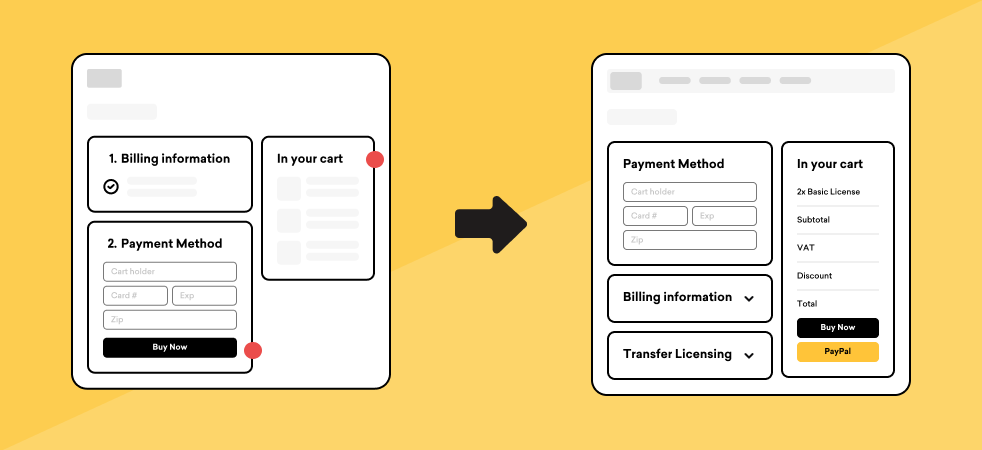 1. Billing information
In your cart
2. Payment Method
Cart holder
Card #
Exp
Zip
Buy Now
Payment Method
Cart holder
Card #
Exp
Zip
Billing information
Transfer Licensing
In your cart
2x Basic License
Subtotal
VAT
Discount
Total
Buy Now
PayPal